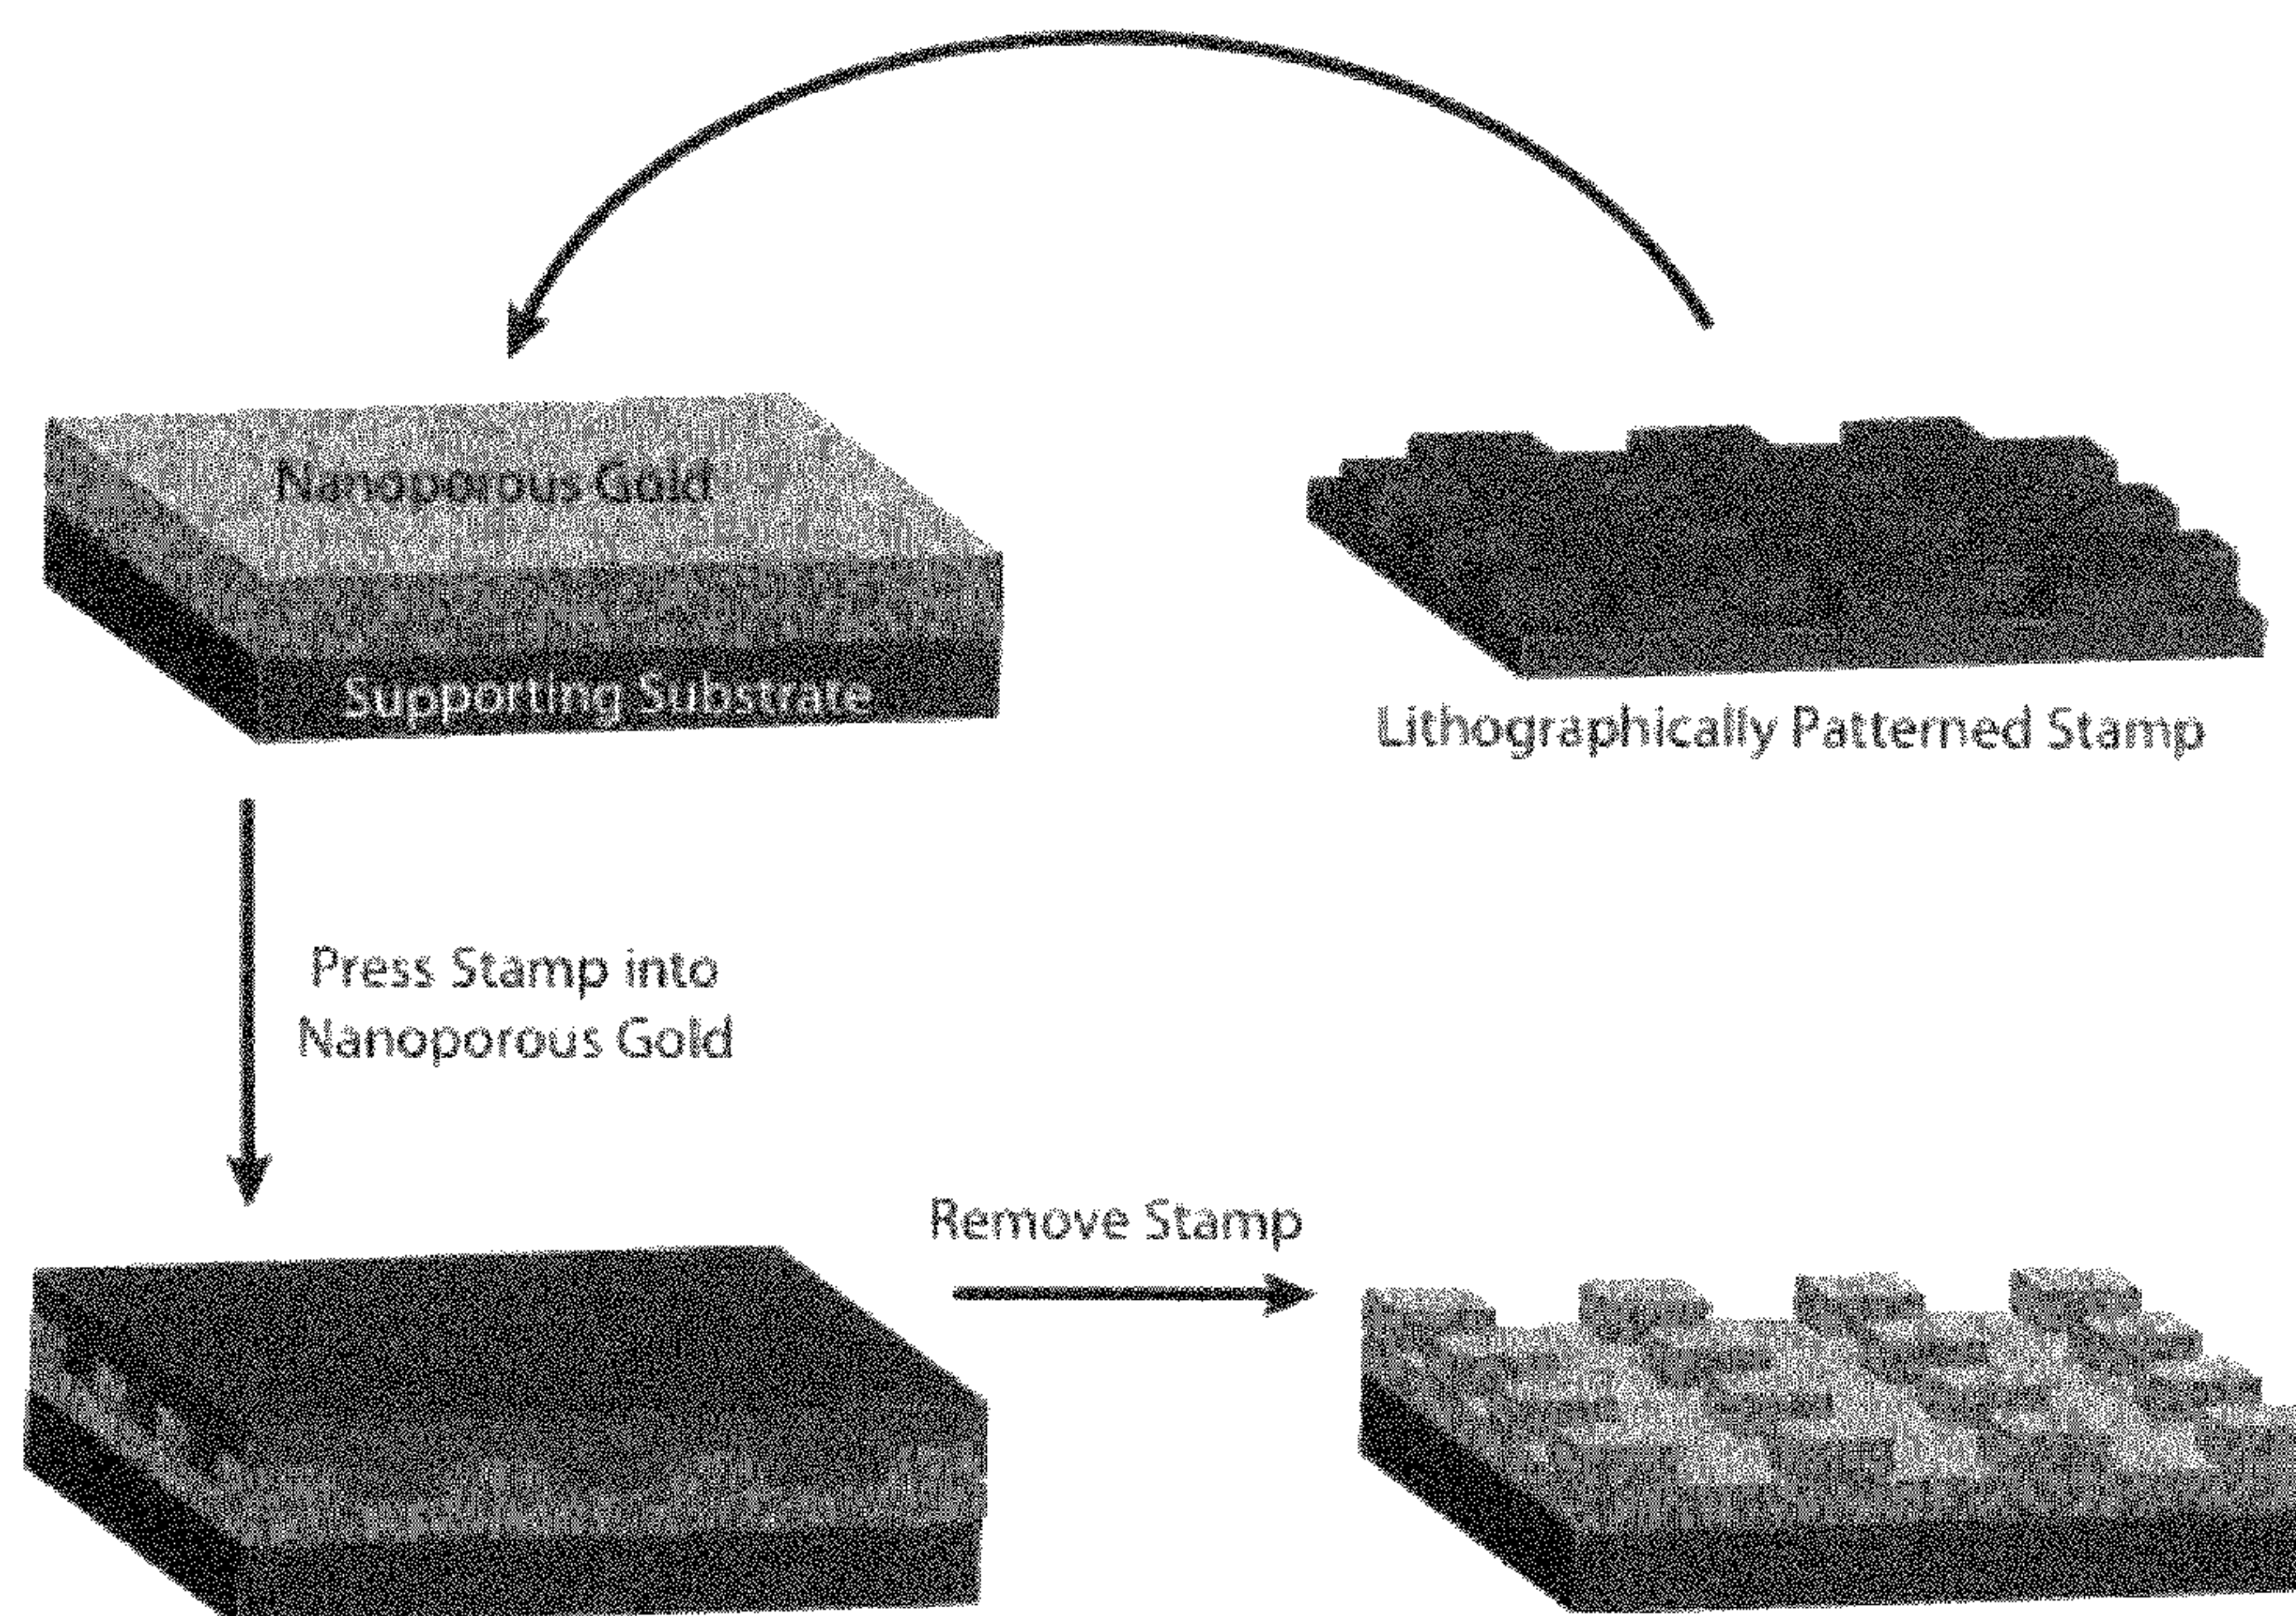 Nanoporous Gold
Supporting Substrate
Lithographically Patterned Stamp
Press Stamp into
Nanoporous Gold
Remove Stamp